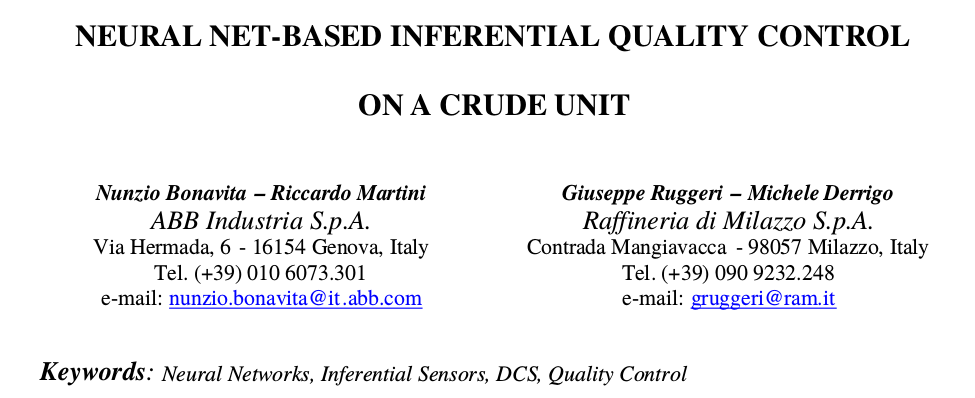 NEURAL NET-BASED INFERENTIAL QUALITY CONTROL
ON A CRUDE UNIT
Nunzio Bonavita – Riccardo Martini
ABB Industria S.p.A.
Via Hermada, 6 - 16154 Genova, Italy
Tel. (+39) 010 6073.301
e-mail: nunzio.bonavita@it.abb.com
Giuseppe Ruggeri – Michele Derrigo
Raffineria di Milazzo S.p.A.
Contrada Mangiavacca - 98057 Milazzo, Italy
Tel. (+39) 090 9232.248
e-mail: gruggeri@ram.it
Keywords: Neural Networks, Inferential Sensors, DCS, Quality Control